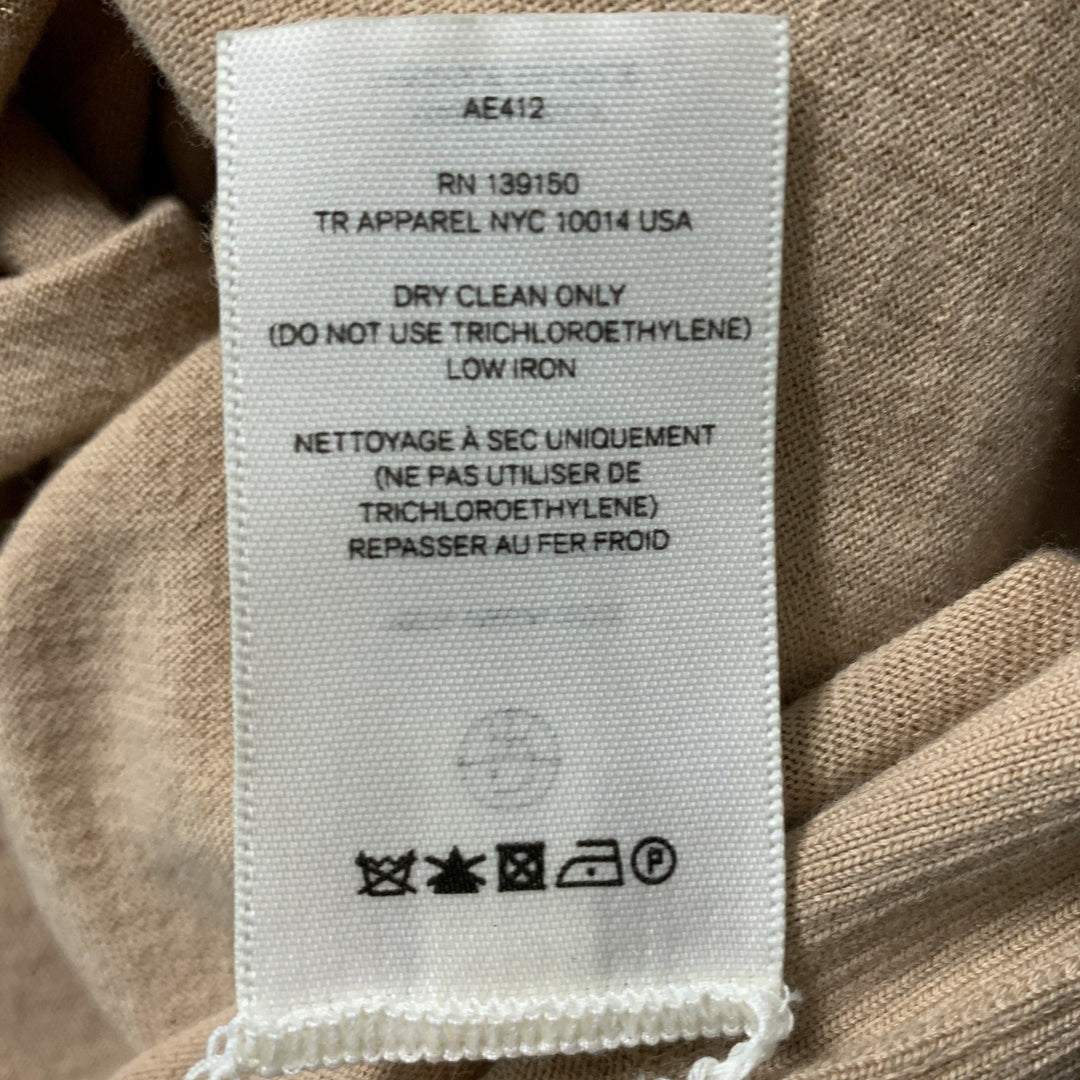 AE412
RN 139150
TR APPAREL NYC 10014 USA
DRY CLEAN ONLY
(DO NOT USE TRICHLOROETHYLENE)
LOW IRON
NETTOYAGE À SEC UNIQUEMENT
(NE PAS UTILISER DE
TRICHLOROETHYLENE)
REPASSER AU FER FROID
P